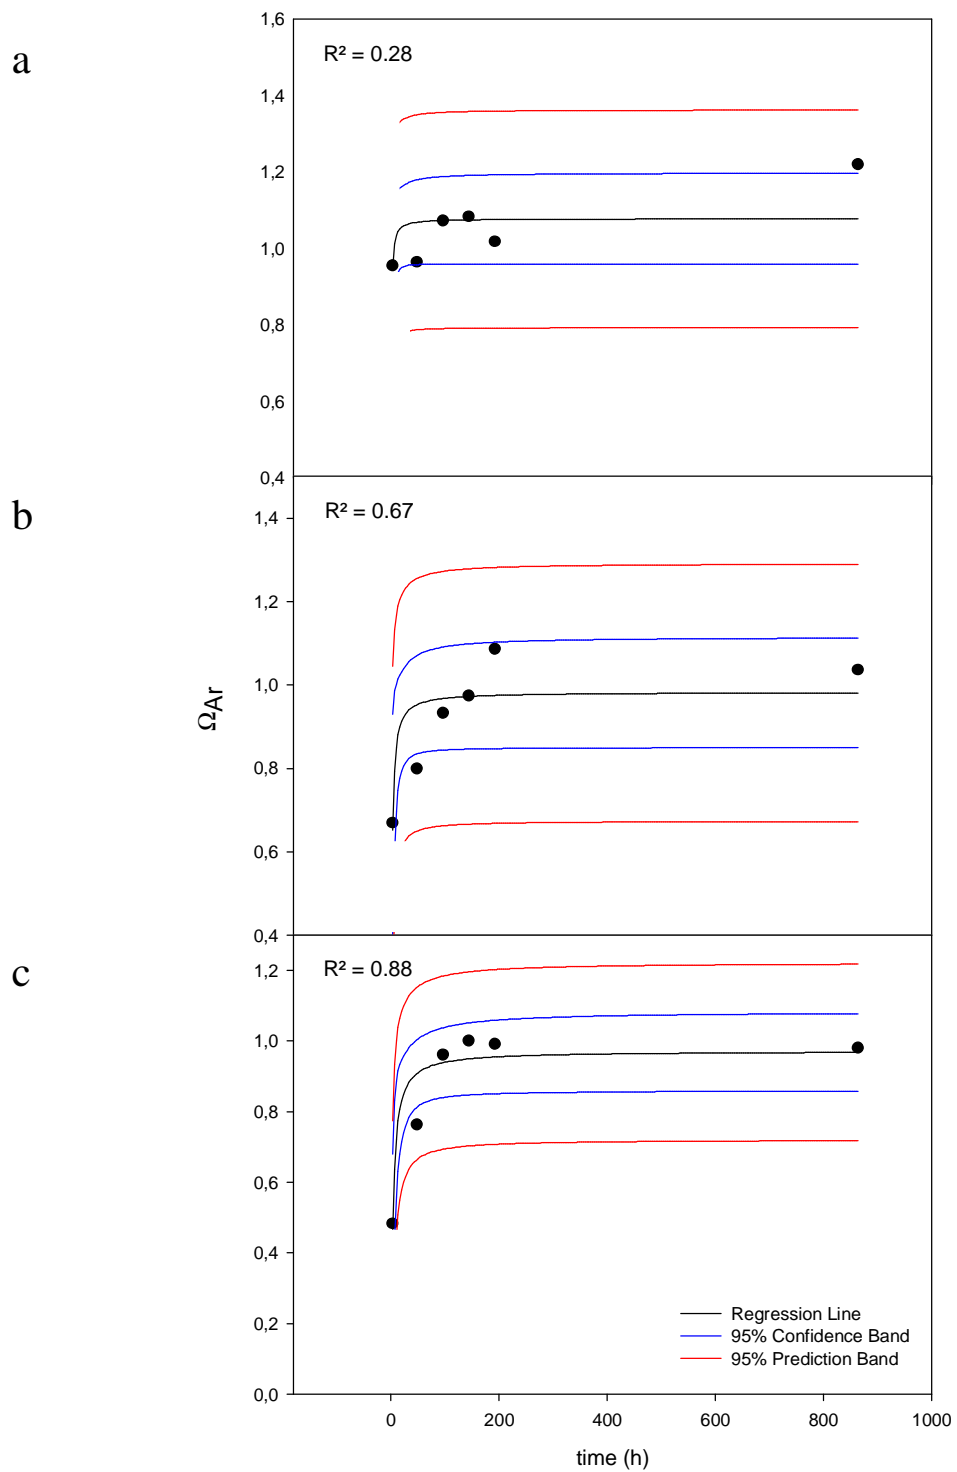 a
R² = 0.28
1,6
1,4
1,2
1,0
0,8
0,6
0,4
b
R² = 0.67
1,4
1,2
1,0
0,8
0,6
0,4
ΩAr
c
R² = 0.88
1,2
1,0
0,8
0,6
0,4
0,2
0,0
Regression Line
95% Confidence Band
95% Prediction Band
0 200 400 600 800 1000
time (h)